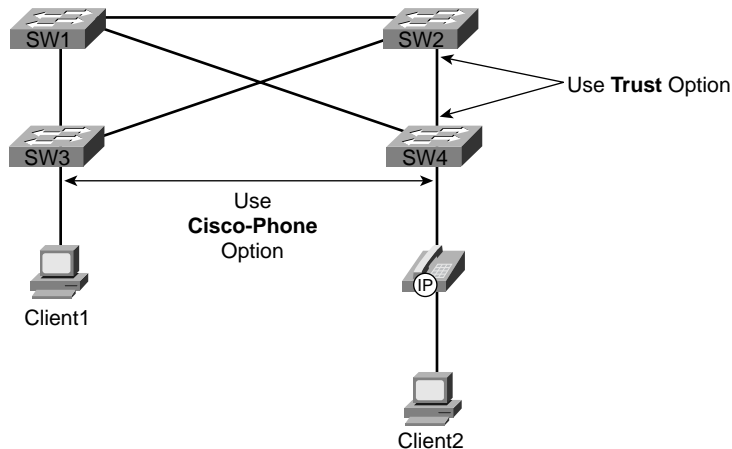 SW1
SW2
Use Trust Option
SW3
SW4
Use
Cisco-Phone
Option
IP
Client1
Client2